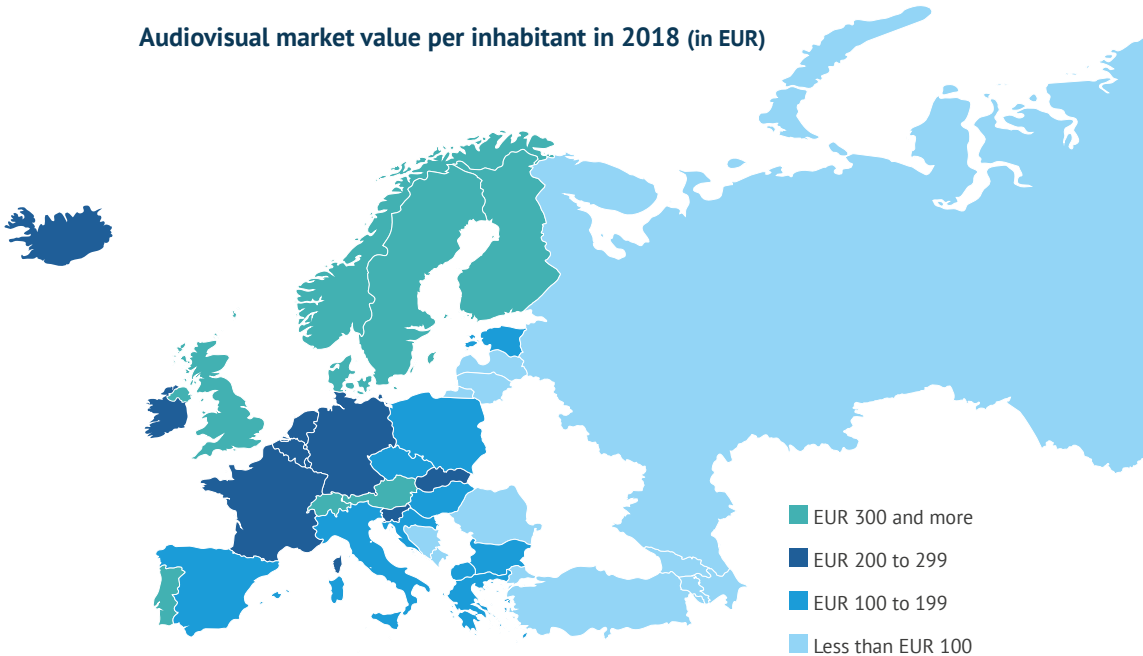 Audiovisual market value per inhabitant in 2018 (in EUR)
EUR 300 and more
EUR 200 to 299
EUR 100 to 199
Less than EUR 100